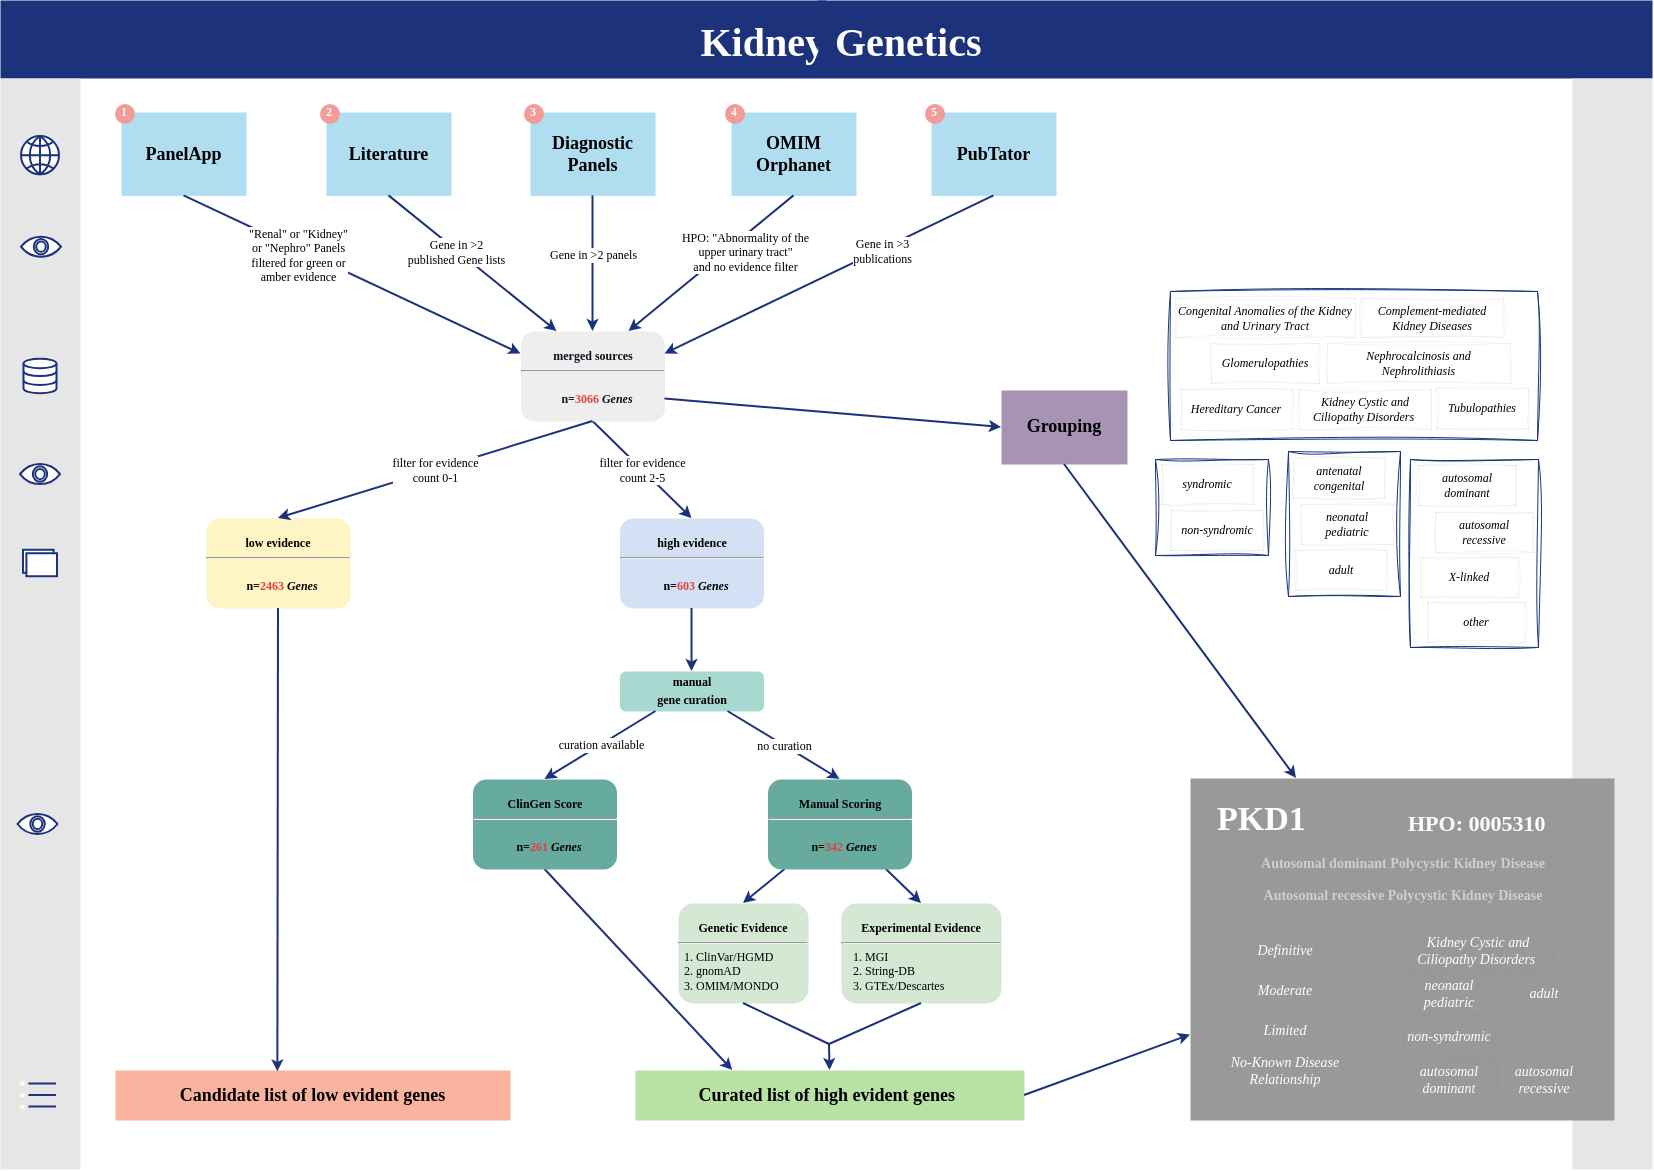 Kidney Genetics
1
2
3
4
5
PanelApp
Literature
Diagnostic
Panels
OMIM
Orphanet
PubTator
"Renal" or "Kidney"
or "Nephro" Panels
filtered for green or
amber evidence
Gene in >2
published Gene lists
Gene in >2 panels
HPO: "Abnormality of the
upper urinary tract"
and no evidence filter
Gene in >3
publications
merged sources
n=3066 Genes
Grouping
Congenital Anomalies of the Kidney
and Urinary Tract
Complement-mediated
Kidney Diseases
Glomerulopathies
Nephrocalcinosis and
Nephrolithiasis
Hereditary Cancer
Kidney Cystic and
Ciliopathy Disorders
Tubulopathies
syndromic
non-syndromic
antenatal
congenital
neonatal
pediatric
adult
autosomal
dominant
autosomal
recessive
X-linked
other
filter for evidence
count 0-1
filter for evidence
count 2-5
low evidence
n=2463 Genes
high evidence
n=603 Genes
manual
gene curation
curation available
no curation
ClinGen Score
n=261 Genes
Manual Scoring
n=342 Genes
Genetic Evidence
1. ClinVar/HGMD
2. gnomAD
3. OMIM/MONDO
Experimental Evidence
1. MGI
2. String-DB
3. GTEx/Descartes
Candidate list of low evident genes
Curated list of high evident genes
PKD1
HPO: 0005310
Autosomal dominant Polycystic Kidney Disease
Autosomal recessive Polycystic Kidney Disease
Definitive
Moderate
Limited
No-Known Disease
Relationship
Kidney Cystic and
Ciliopathy Disorders
neonatal
pediatric
adult
non-syndromic
autosomal
dominant
autosomal
recessive